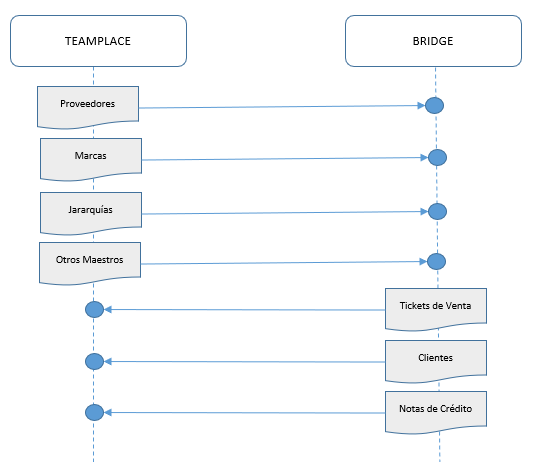 TEAMPLACE
BRIDGE
Proveedores
Marcas
Jararquías
Otros Maestros
Tickets de Venta
Clientes
Notas de Crédito